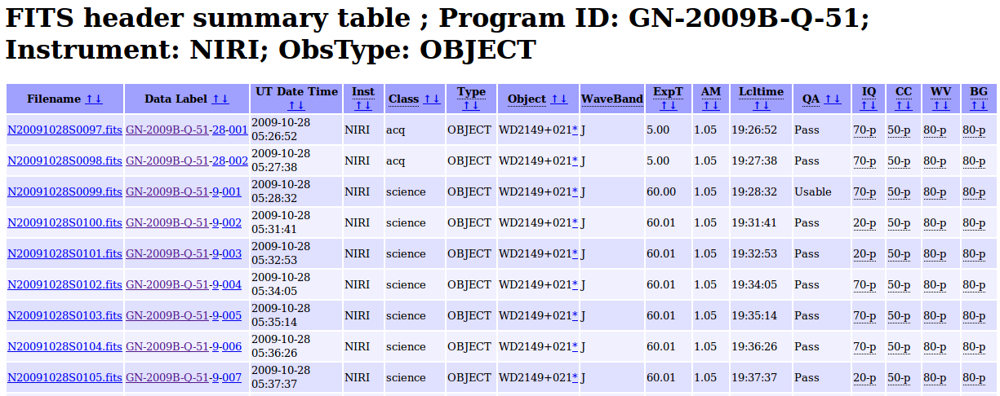 FITS header summary table ; Program ID: GN-2009B-Q-51;
Instrument: NIRI; ObsType: OBJECT
Filename ↑↓ Data Label ↑↓ UT Date Time ↑↓ Inst ↑↓ Class ↑↓ Type ↑↓ Object ↑↓ WaveBand ExpT ↑↓ AM ↑↓ Lcltime ↑↓ QA ↑↓ IQ ↑↓ CC ↑↓ WV ↑↓ BG ↑↓
N20091028S0097.fits GN-2009B-Q-51-28-001 2009-10-28 05:26:52 NIRI acq OBJECT WD2149+021* J 5.00 1.05 19:26:52 Pass 70-p 50-p 80-p 80-p
N20091028S0098.fits GN-2009B-Q-51-28-002 2009-10-28 05:27:38 NIRI acq OBJECT WD2149+021* J 5.00 1.05 19:27:38 Pass 70-p 50-p 80-p 80-p
N20091028S0099.fits GN-2009B-Q-51-9-001 2009-10-28 05:28:32 NIRI science OBJECT WD2149+021* J 60.00 1.05 19:28:32 Usable 70-p 50-p 80-p 80-p
N20091028S0100.fits GN-2009B-Q-51-9-002 2009-10-28 05:31:41 NIRI science OBJECT WD2149+021* J 60.01 1.05 19:31:41 Pass 20-p 50-p 80-p 80-p
N20091028S0101.fits GN-2009B-Q-51-9-003 2009-10-28 05:32:53 NIRI science OBJECT WD2149+021* J 60.01 1.05 19:32:53 Pass 20-p 50-p 80-p 80-p
N20091028S0102.fits GN-2009B-Q-51-9-004 2009-10-28 05:34:05 NIRI science OBJECT WD2149+021* J 60.01 1.05 19:34:05 Pass 70-p 50-p 80-p 80-p
N20091028S0103.fits GN-2009B-Q-51-9-005 2009-10-28 05:35:14 NIRI science OBJECT WD2149+021* J 60.01 1.05 19:35:14 Pass 70-p 50-p 80-p 80-p
N20091028S0104.fits GN-2009B-Q-51-9-006 2009-10-28 05:36:26 NIRI science OBJECT WD2149+021* J 60.01 1.05 19:36:26 Pass 70-p 50-p 80-p 80-p
N20091028S0105.fits GN-2009B-Q-51-9-007 2009-10-28 05:37:37 NIRI science OBJECT WD2149+021* J 60.01 1.05 19:37:37 Pass 20-p 50-p 80-p 80-p